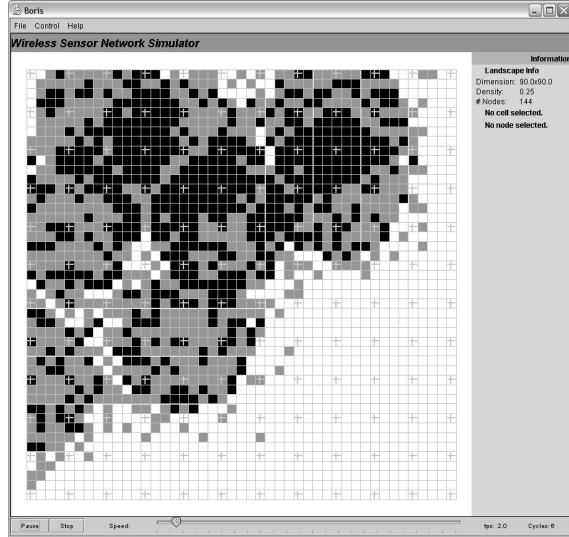 Boris
File Control Help
Wireless Sensor Network Simulator
Information
Landscape Info
Dimension: 90.0x90.0
Density: 0.25
# Nodes: 144
No cell selected.
No node selected.
Pause Stop Speed: fps: 2.0 Cycles: 6